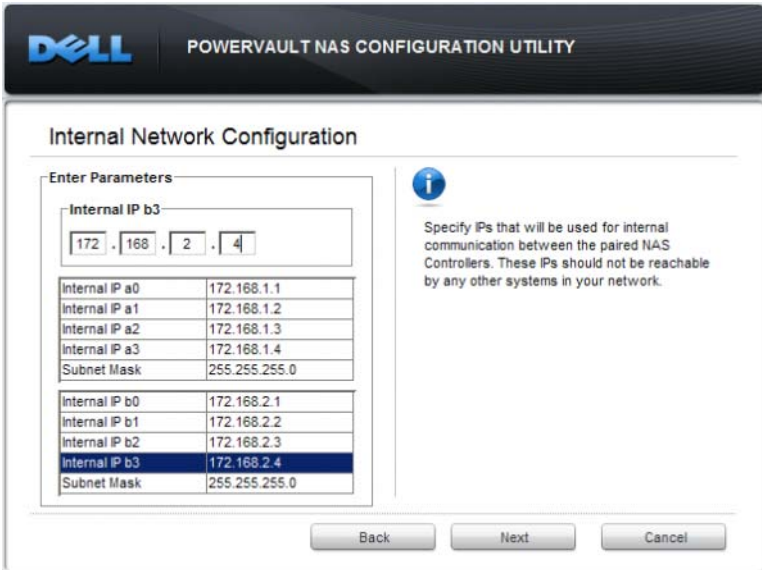 DELL
POWERVAULT NAS CONFIGURATION UTILITY
Internal Network Configuration
Enter Parameters
Internal IP b3
172 . 168 . 2 . 4
Internal IP a0 172.168.1.1
Internal IP a1 172.168.1.2
Internal IP a2 172.168.1.3
Internal IP a3 172.168.1.4
Subnet Mask 255.255.255.0
Internal IP b0 172.168.2.1
Internal IP b1 172.168.2.2
Internal IP b2 172.168.2.3
Internal IP b3 172.168.2.4
Subnet Mask 255.255.255.0
i
Specify IPs that will be used for internal
communication between the paired NAS
Controllers. These IPs should not be reachable
by any other systems in your network.
Back Next Cancel